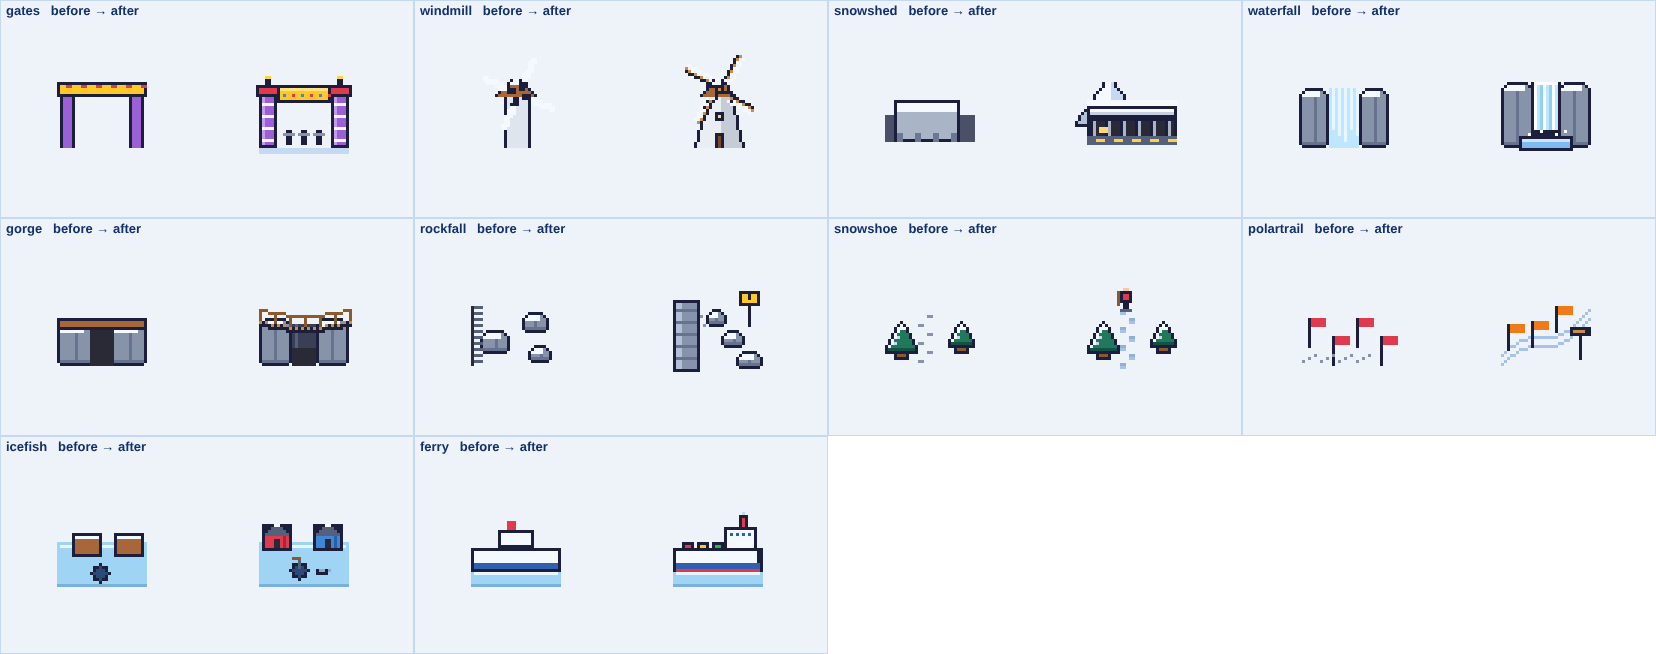 gates before → after
windmill before → after
snowshed before → after
waterfall before → after
gorge before → after
rockfall before → after
snowshoe before → after
polartrail before → after
icefish before → after
ferry before → after